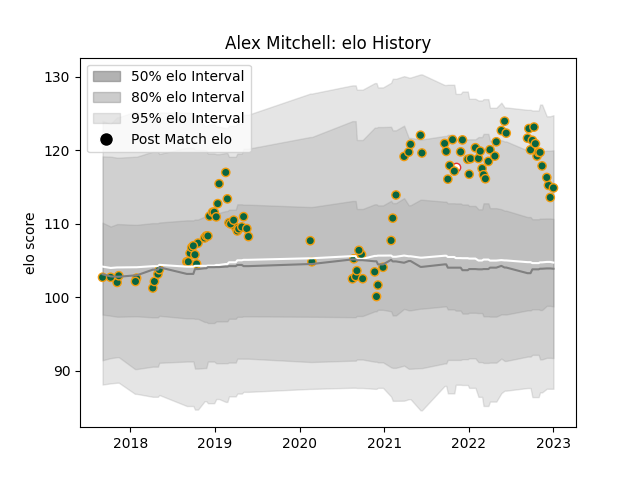 Alex Mitchell: elo History
50% elo Interval
80% elo Interval
95% elo Interval
Post Match elo
elo score
130
120
110
100
90
2018 2019 2020 2021 2022 2023